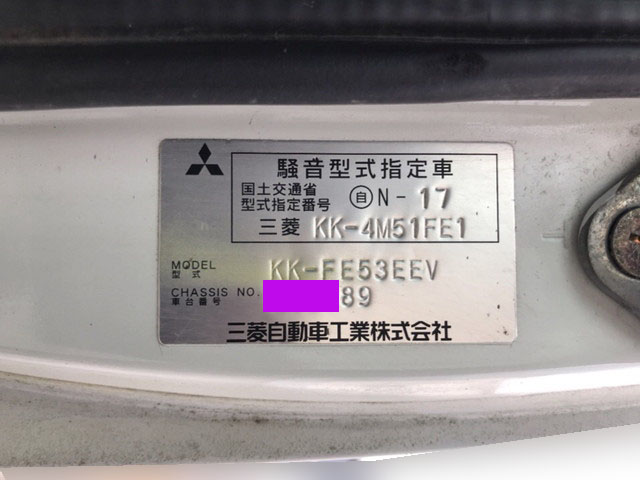 騒音型式指定車
国土交通省
型式指定番号 自N- 17
三菱 KK-4M51FE1
MODEL
型式 KK-FE53EEV
CHASSIS NO. 89
車台番号
三菱自動車工業株式会社